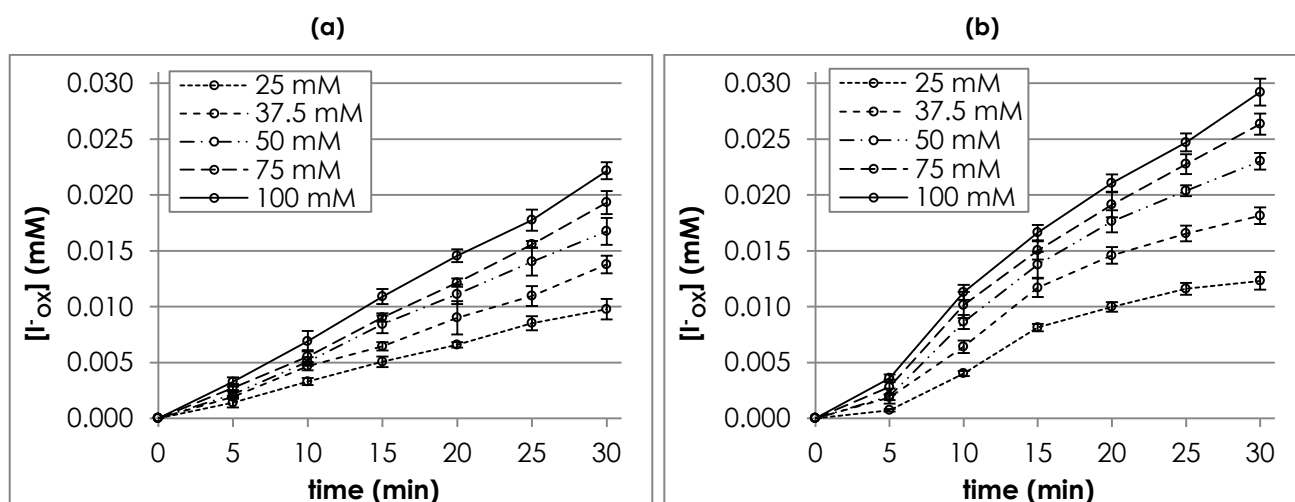 (a)
0.030
0.025
0.020
0.015
0.010
0.005
0.000
[I-OX] (mM)
25 mM
37.5 mM
50 mM
75 mM
100 mM
0 5 10 15 20 25 30
time (min)
(b)
0.030
0.025
0.020
0.015
0.010
0.005
0.000
[I-OX] (mM)
25 mM
37.5 mM
50 mM
75 mM
100 mM
0 5 10 15 20 25 30
time (min)